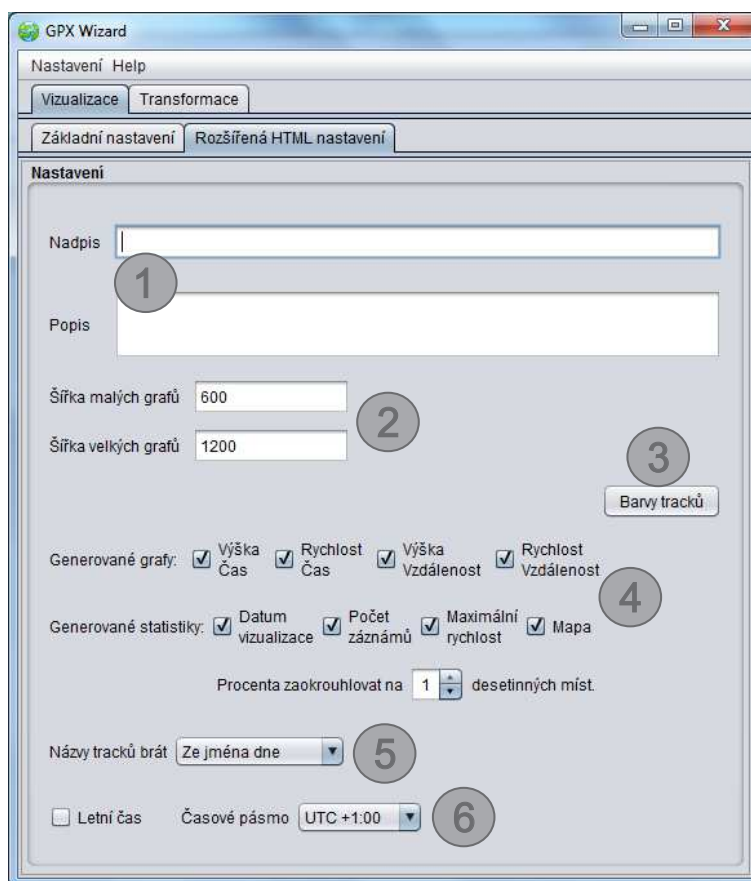 GPX Wizard
Nastavení Help
Vizualizace Transformace
Základní nastavení Rozšířená HTML nastavení
Nastavení
Nadpis
1
Popis
Šířka malých grafů 600
2
Šířka velkých grafů 1200
3
Barvy tracků
Generované grafy: Výška Čas Rychlost Čas Výška Vzdálenost Rychlost Vzdálenost
4
Generované statistiky: Datum vizualizace Počet záznámů Maximální rychlost Mapa
Procenta zaokrouhlovat na 1 desetinných míst.
Názvy tracků brát Ze jména dne
5
Letní čas Časové pásmo UTC +1:00
6